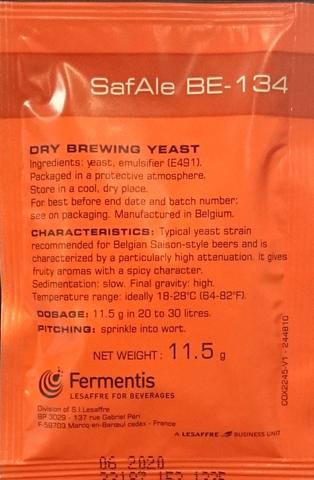 SafAle BE-134
DRY BREWING YEAST
Ingredients: yeast, emulsifier (E491).
Packaged in a protective atmosphere.
Store in a cool, dry place.
For best before end date and batch number:
see on packaging. Manufactured in Belgium.
CHARACTERISTICS: Typical yeast strain
recommended for Belgian Saison-style beers and is
characterized by a particularly high attenuation. It gives
fruity aromas with a spicy character.
Sedimentation: slow. Final gravity: high.
Temperature range: ideally 18-28°C (64-82°F).
DOSAGE: 11.5 g in 20 to 30 litres.
PITCHING: sprinkle into wort.
NET WEIGHT: 11.5 g
Fermentis
LESAFFRE FOR BEVERAGES
Division of S.I.Lesaffre
BP 3029 - 137 rue Gabriel Péri
F-59703 Marcq-en-Barœul cedex - France
COX2245-V1 - 244810
A LESAFFRE BUSINESS UNIT
06 2020